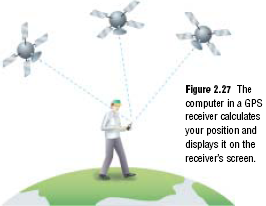 Figure 2.27 The
computer in a GPS
receiver calculates
your position and
displays it on the
receiver's screen.